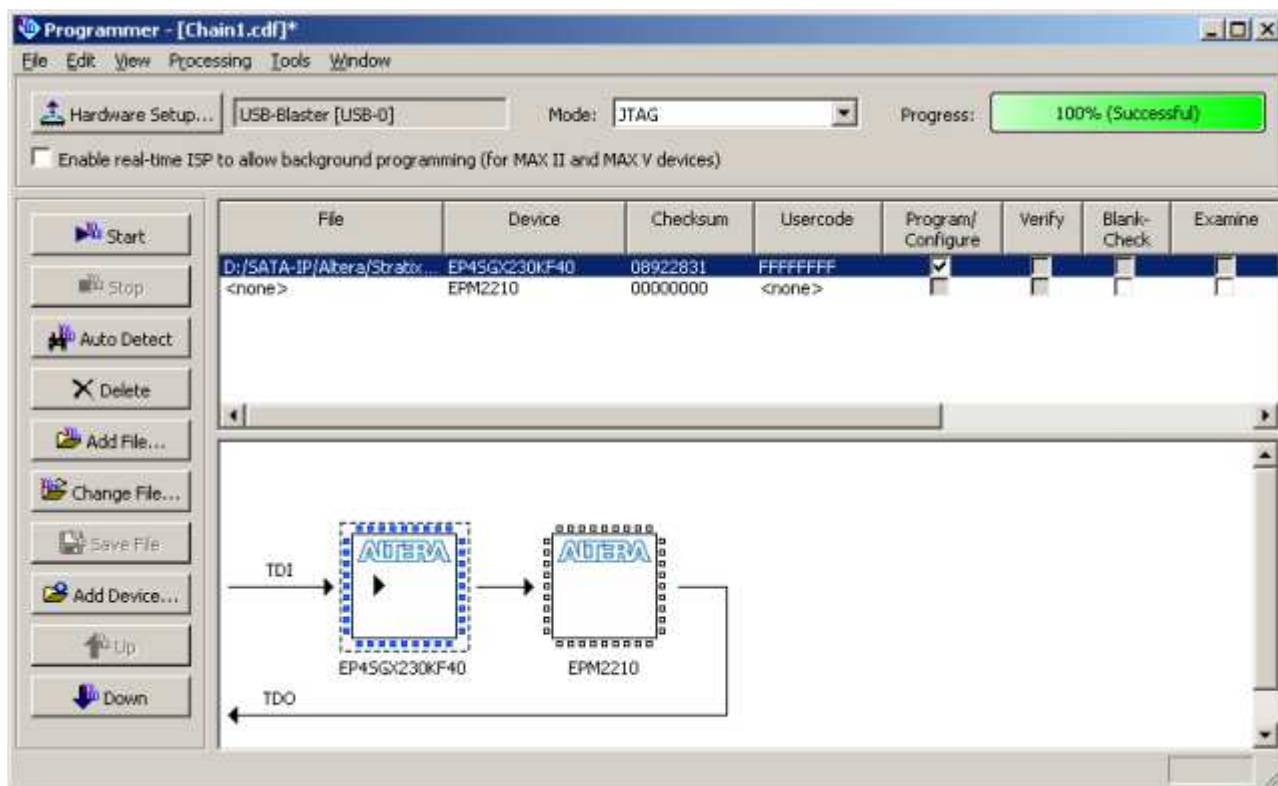 Programmer - [Chain1.cdf]*
File Edit View Processing Tools Window
Hardware Setup... USB-Blaster [USB-0] Mode: JTAG Progress: 100% (Successful)
Enable real-time ISP to allow background programming (for MAX II and MAX V devices)
Start
Stop
Auto Detect
Delete
Add File...
Change File...
Save File
Add Device...
Up
Down
File Device Checksum Usercode Program/ Configure Verify Blank- Check Examine
D:/SATA-IP/Altera/Stratix... EP4SGX230KF40 08922831 FFFFFFFF
<none> EPM2210 00000000 <none>
ALTERA ALTERA
TDI
EP4SGX230KF40 EPM2210
TDO